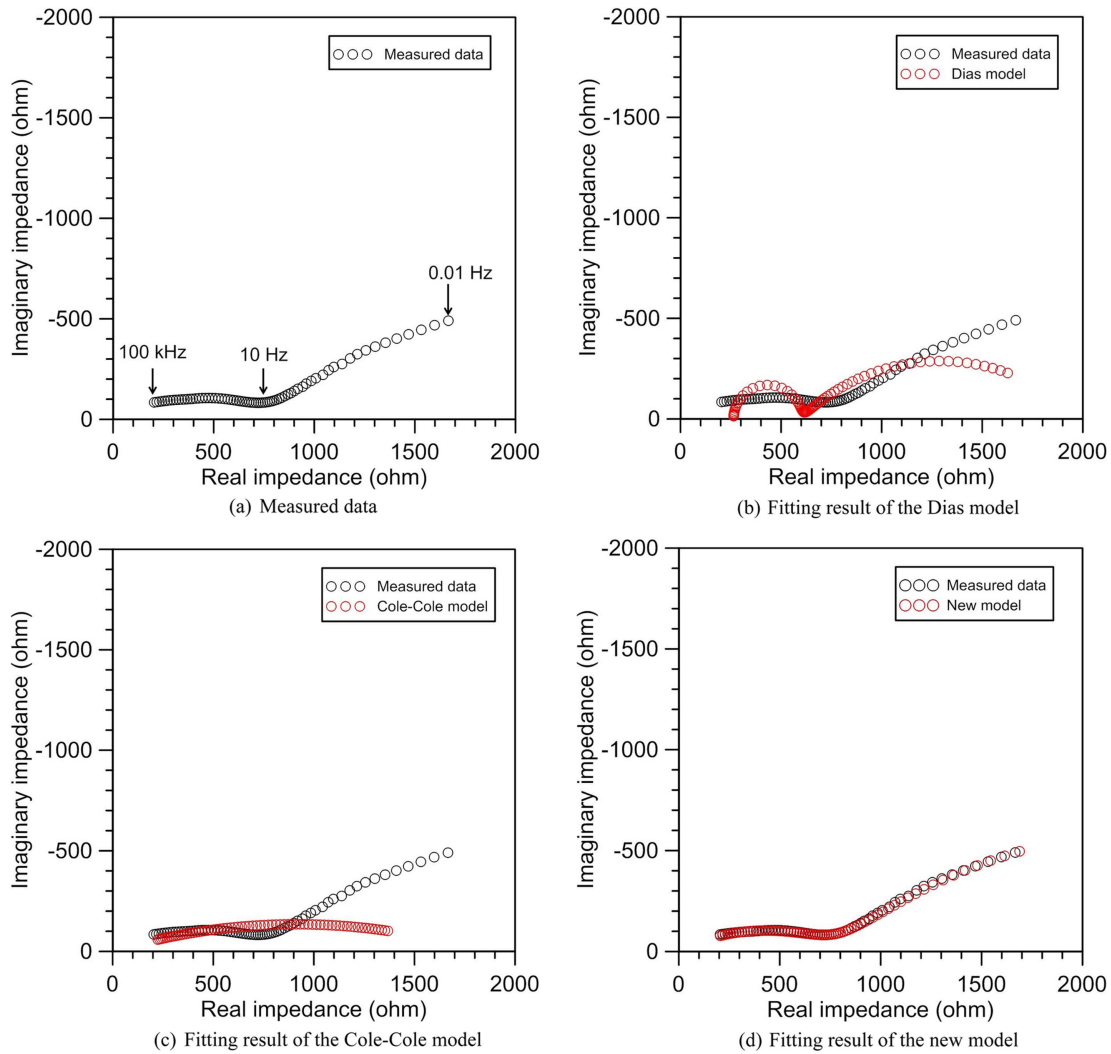 -2000
-1500
-1000
-500
0
Imaginary impedance (ohm)
Measured data
100 kHz
10 Hz
0.01 Hz
0 500 1000 1500 2000
Real impedance (ohm)
(a) Measured data
-2000
-1500
-1000
-500
0
Imaginary impedance (ohm)
Measured data
Dias model
0 500 1000 1500 2000
Real impedance (ohm)
(b) Fitting result of the Dias model
-2000
-1500
-1000
-500
0
Imaginary impedance (ohm)
Measured data
Cole-Cole model
0 500 1000 1500 2000
Real impedance (ohm)
(c) Fitting result of the Cole-Cole model
-2000
-1500
-1000
-500
0
Imaginary impedance (ohm)
Measured data
New model
0 500 1000 1500 2000
Real impedance (ohm)
(d) Fitting result of the new model